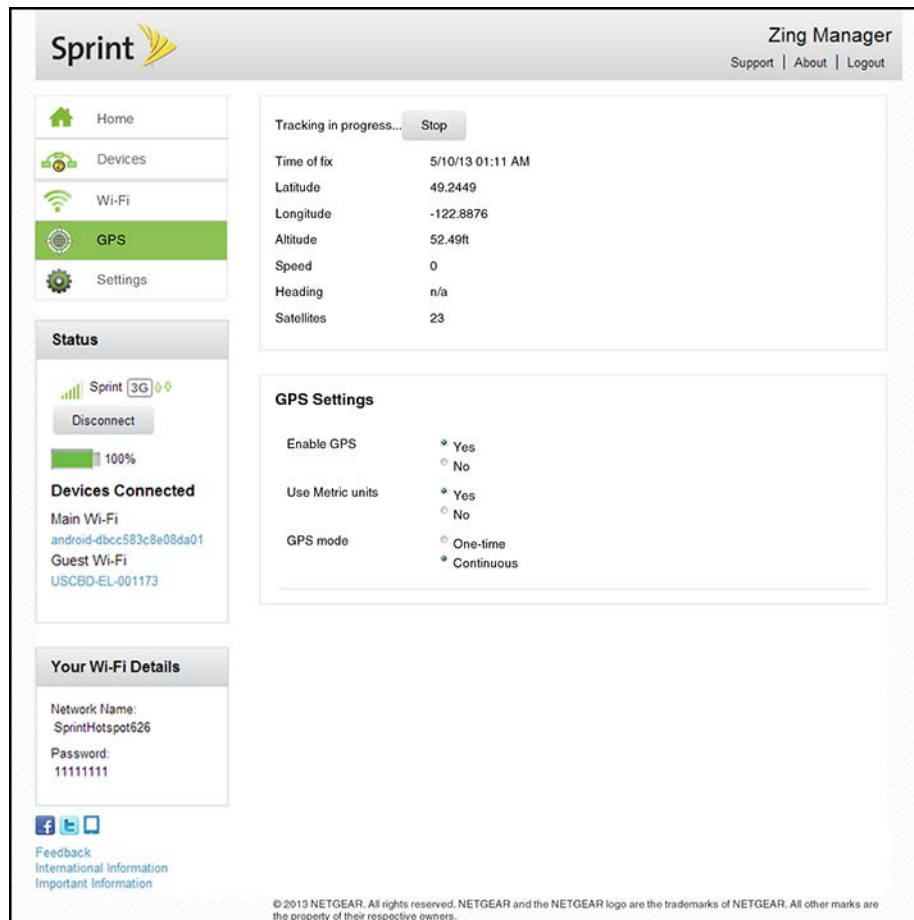 Sprint
Zing Manager
Support | About | Logout
Home
Devices
Wi-Fi
GPS
Settings
Tracking in progress... Stop
Time of fix 5/10/13 01:11 AM
Latitude 49.2449
Longitude -122.8876
Altitude 52.49ft
Speed 0
Heading n/a
Satellites 23
Status
Sprint 3G
Disconnect
100%
Devices Connected
Main Wi-Fi
android-dbcc583c8e08da01
Guest Wi-Fi
USCBD-EL-001173
GPS Settings
Enable GPS Yes
No
Use Metric units Yes
No
GPS mode One-time
Continuous
Your Wi-Fi Details
Network Name:
SprintHotspot626
Password:
11111111
Feedback
International Information
Important Information
© 2013 NETGEAR. All rights reserved. NETGEAR and the NETGEAR logo are the trademarks of NETGEAR. All other marks are
the property of their respective owners.